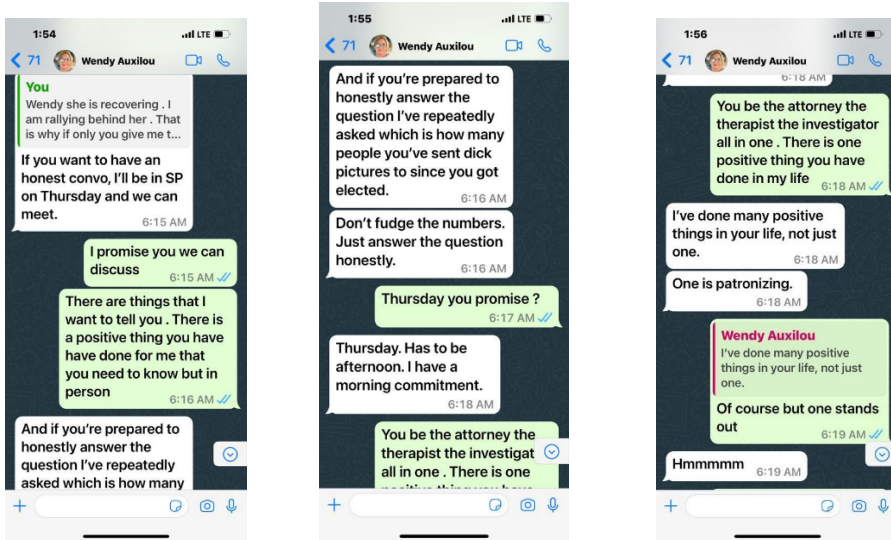 1:54
LTE
71
Wendy Auxilou
You
Wendy she is recovering . I
am rallying behind her . That
is why if only you give me t...
If you want to have an
honest convo, I'll be in SP
on Thursday and we can
meet.
6:15 AM
I promise you we can
discuss
6:15 AM
There are things that I
want to tell you . There is
a positive thing you have
have done for me that
you need to know but in
person
6:16 AM
And if you're prepared to
honestly answer the
question I've repeatedly
asked which is how many
1:55
LTE
71
Wendy Auxilou
And if you're prepared to
honestly answer the
question I've repeatedly
asked which is how many
people you've sent dick
pictures to since you got
elected.
6:16 AM
Don't fudge the numbers.
Just answer the question
honestly.
6:16 AM
Thursday you promise ?
6:17 AM
Thursday. Has to be
afternoon. I have a
morning commitment.
6:18 AM
You be the attorney the
therapist the investigat
all in one . There is one
positive thing you have
1:56
LTE
71
Wendy Auxilou
6:18 AM
You be the attorney the
therapist the investigator
all in one . There is one
positive thing you have
done in my life
6:18 AM
I've done many positive
things in your life, not just
one.
6:18 AM
One is patronizing.
6:18 AM
Wendy Auxilou
I've done many positive
things in your life, not just
one.
Of course but one stands
out
6:19 AM
Hmmmmm
6:19 AM